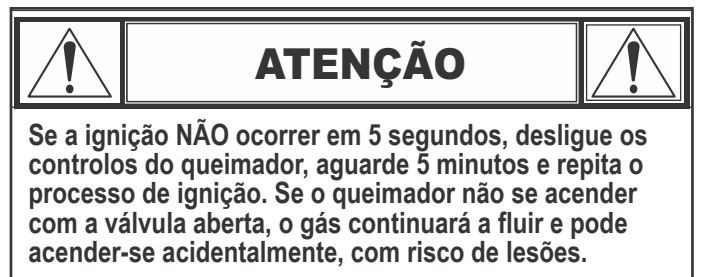 ATENÇÃO
Se a ignição NÃO ocorrer em 5 segundos, desligue os
controlos do queimador, aguarde 5 minutos e repita o
processo de ignição. Se o queimador não se acender
com a válvula aberta, o gás continuará a fluir e pode
acender-se acidentalmente, com risco de lesões.